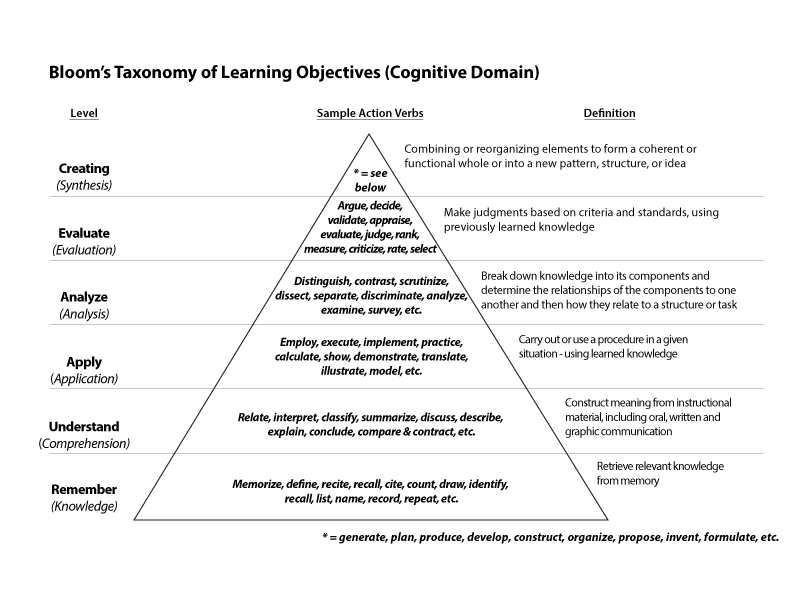 Bloom's Taxonomy of Learning Objectives (Cognitive Domain)
Level
Sample Action Verbs
Definition
Creating
(Synthesis)
* = see
below
Combining or reorganizing elements to form a coherent or
functional whole or into a new pattern, structure, or idea
Evaluate
(Evaluation)
Argue, decide,
validate, appraise,
evaluate, judge, rank,
measure, criticize, rate, select
Make judgments based on criteria and standards, using
previously learned knowledge
Analyze
(Analysis)
Distinguish, contrast, scrutinize,
dissect, separate, discriminate, analyze,
examine, survey, etc.
Break down knowledge into its components and
determine the relationships of the components to one
another and then how they relate to a structure or task
Apply
(Application)
Employ, execute, implement, practice,
calculate, show, demonstrate, translate,
illustrate, model, etc.
Carry out or use a procedure in a given
situation - using learned knowledge
Understand
(Comprehension)
Relate, interpret, classify, summarize, discuss, describe,
explain, conclude, compare & contract, etc.
Construct meaning from instructional
material, including oral, written and
graphic communication
Remember
(Knowledge)
Memorize, define, recite, recall, cite, count, draw, identify,
recall, list, name, record, repeat, etc.
Retrieve relevant knowledge
from memory
* = generate, plan, produce, develop, construct, organize, propose, invent, formulate, etc.